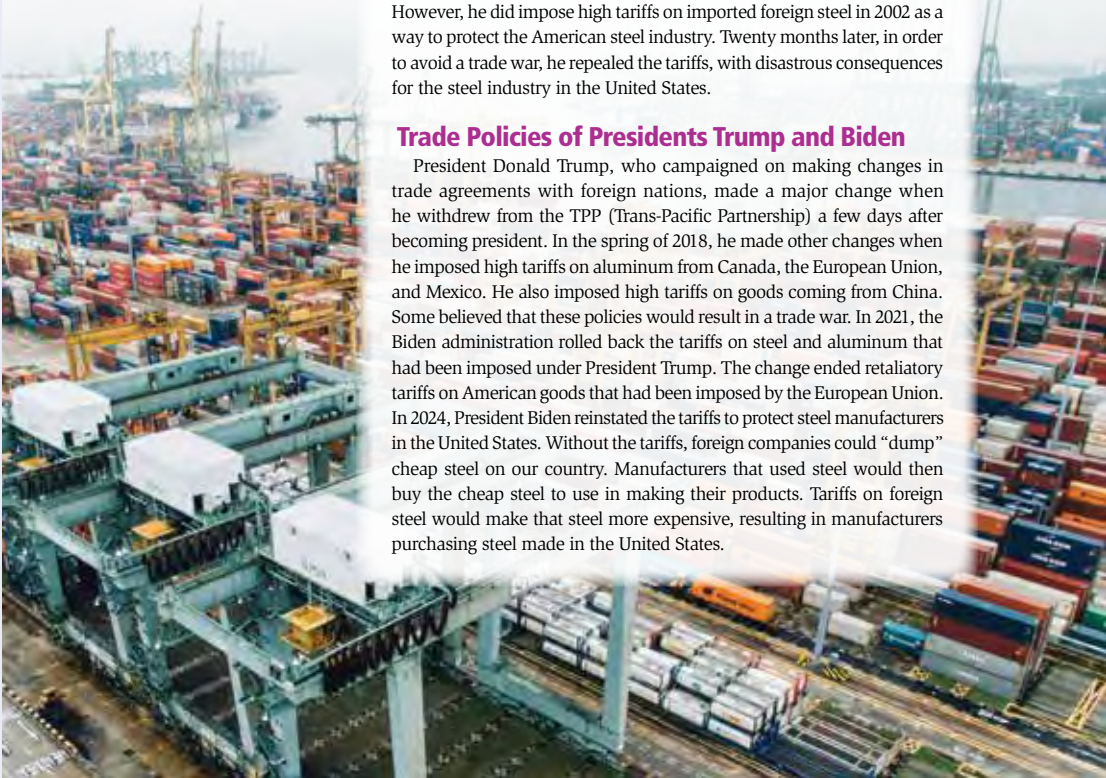 However, he did impose high tariffs on imported foreign steel in 2002 as a
way to protect the American steel industry. Twenty months later, in order
to avoid a trade war, he repealed the tariffs, with disastrous consequences
for the steel industry in the United States.
Trade Policies of Presidents Trump and Biden
President Donald Trump, who campaigned on making changes in
trade agreements with foreign nations, made a major change when
he withdrew from the TPP (Trans-Pacific Partnership) a few days after
becoming president. In the spring of 2018, he made other changes when
he imposed high tariffs on aluminum from Canada, the European Union,
and Mexico. He also imposed high tariffs on goods coming from China.
Some believed that these policies would result in a trade war. In 2021, the
Biden administration rolled back the tariffs on steel and aluminum that
had been imposed under President Trump. The change ended retaliatory
tariffs on American goods that had been imposed by the European Union.
In 2024, President Biden reinstated the tariffs to protect steel manufacturers
in the United States. Without the tariffs, foreign companies could “dump”
cheap steel on our country. Manufacturers that used steel would then
buy the cheap steel to use in making their products. Tariffs on foreign
steel would make that steel more expensive, resulting in manufacturers
purchasing steel made in the United States.